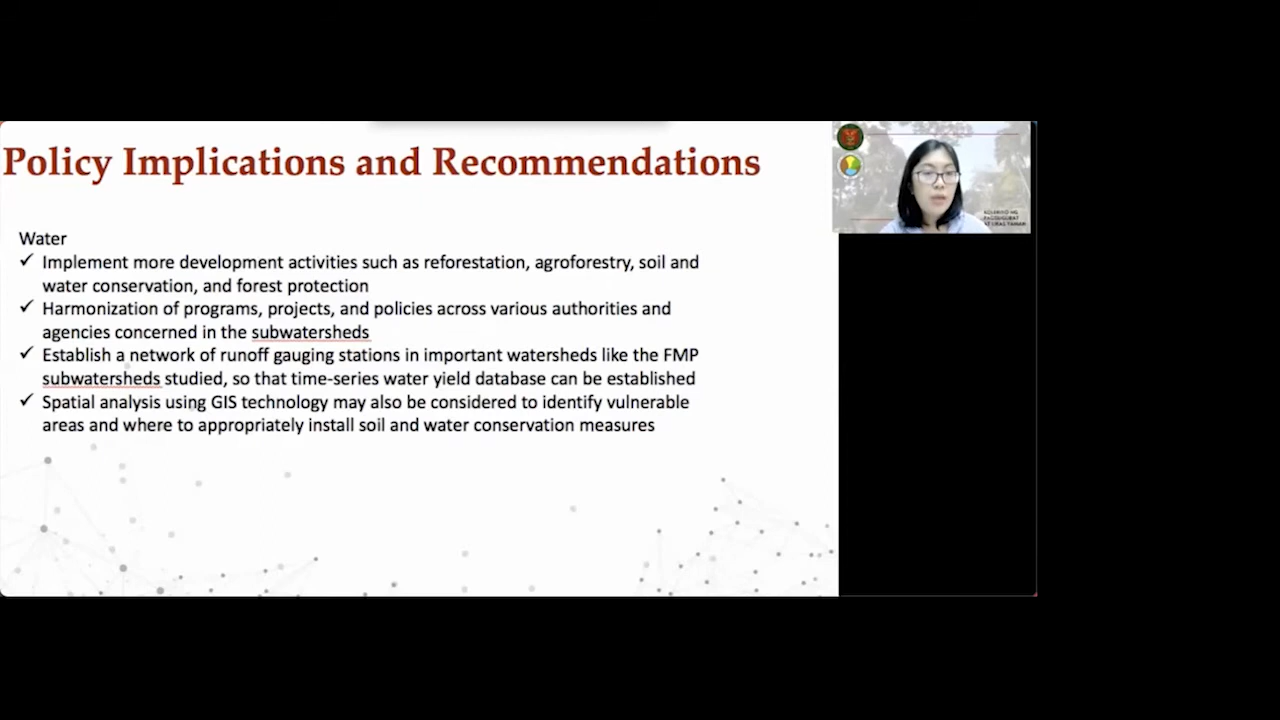 Policy Implications and Recommendations
Water
✓ Implement more development activities such as reforestation, agroforestry, soil and
water conservation, and forest protection
✓ Harmonization of programs, projects, and policies across various authorities and
agencies concerned in the subwatersheds
✓ Establish a network of runoff gauging stations in important watersheds like the FMP
subwatersheds studied, so that time-series water yield database can be established
✓ Spatial analysis using GIS technology may also be considered to identify vulnerable
areas and where to appropriately install soil and water conservation measures